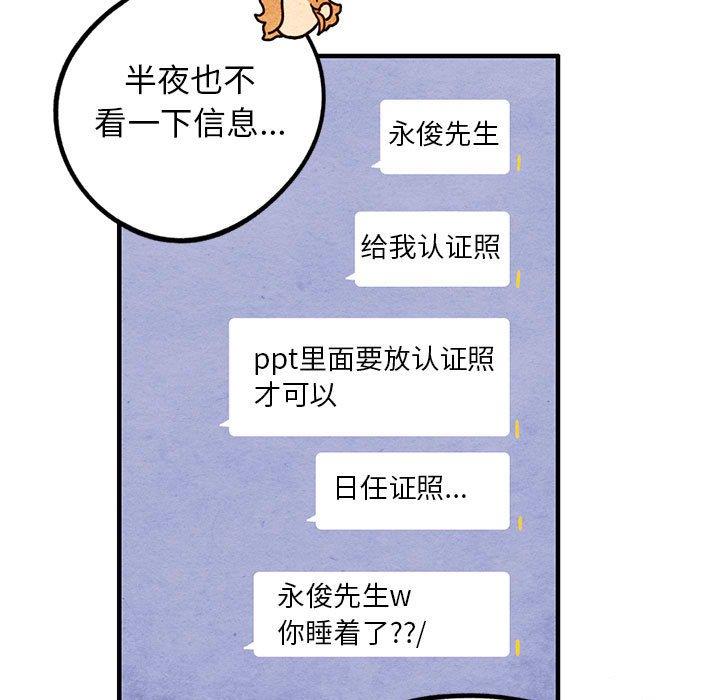 半夜也不
看一下信息...
永俊先生
给我认证照
ppt里面要放认证照
才可以
日任证照...
永俊先生w
你睡着了??/